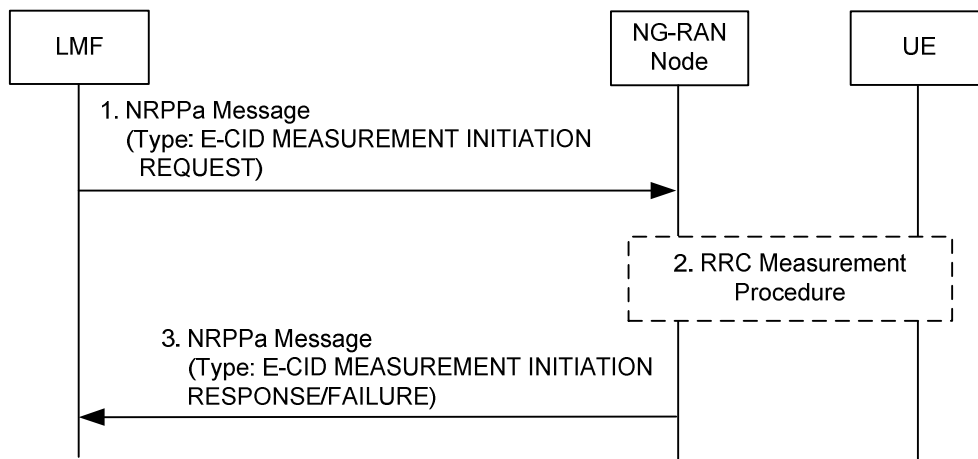 LMF
NG-RAN
Node
UE
1. NRPPa Message
(Type: E-CID MEASUREMENT INITIATION
REQUEST)
2. RRC Measurement
Procedure
3. NRPPa Message
(Type: E-CID MEASUREMENT INITIATION
RESPONSE/FAILURE)